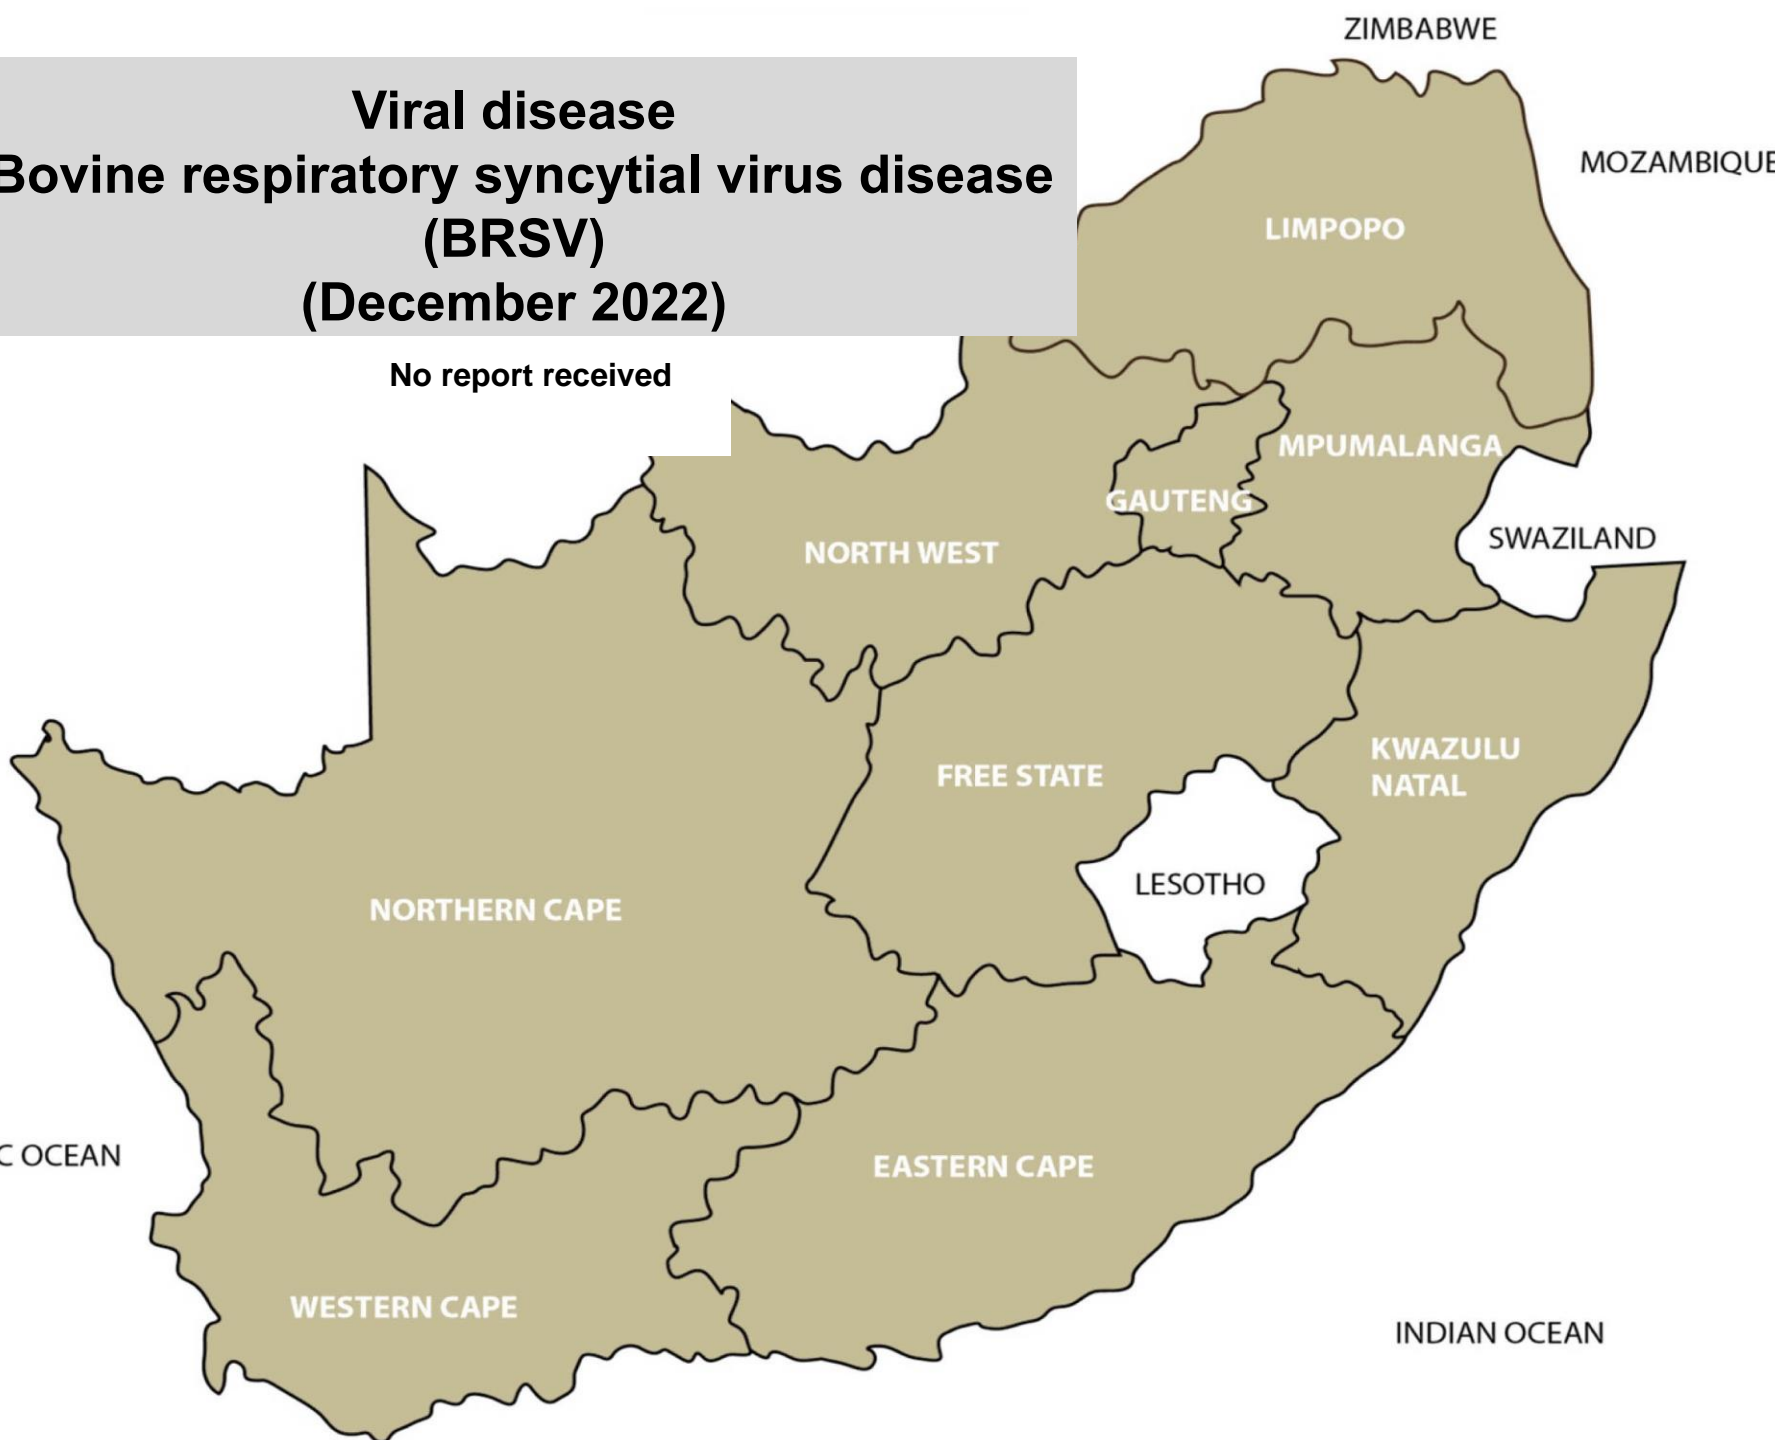 ZIMBABWE
Viral disease
Bovine respiratory syncytial virus disease
(BRSV)
(December 2022)
MOZAMBIQUE
LIMPOPO
No report received
MPUMALANGA
GAUTENG
SWAZILAND
NORTH WEST
KWAZULU
NATAL
FREE STATE
LESOTHO
NORTHERN CAPE
C OCEAN
EASTERN CAPE
WESTERN CAPE
INDIAN OCEAN